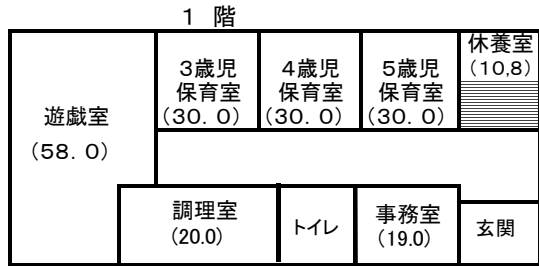 １　階
遊戯室
（58．0）
３歳児
保育室
（30．0）
４歳児
保育室
（30．0）
５歳児
保育室
（30．0）
休養室
（10,8）
調理室
（20.0）
トイレ
事務室
（19.0）
玄関